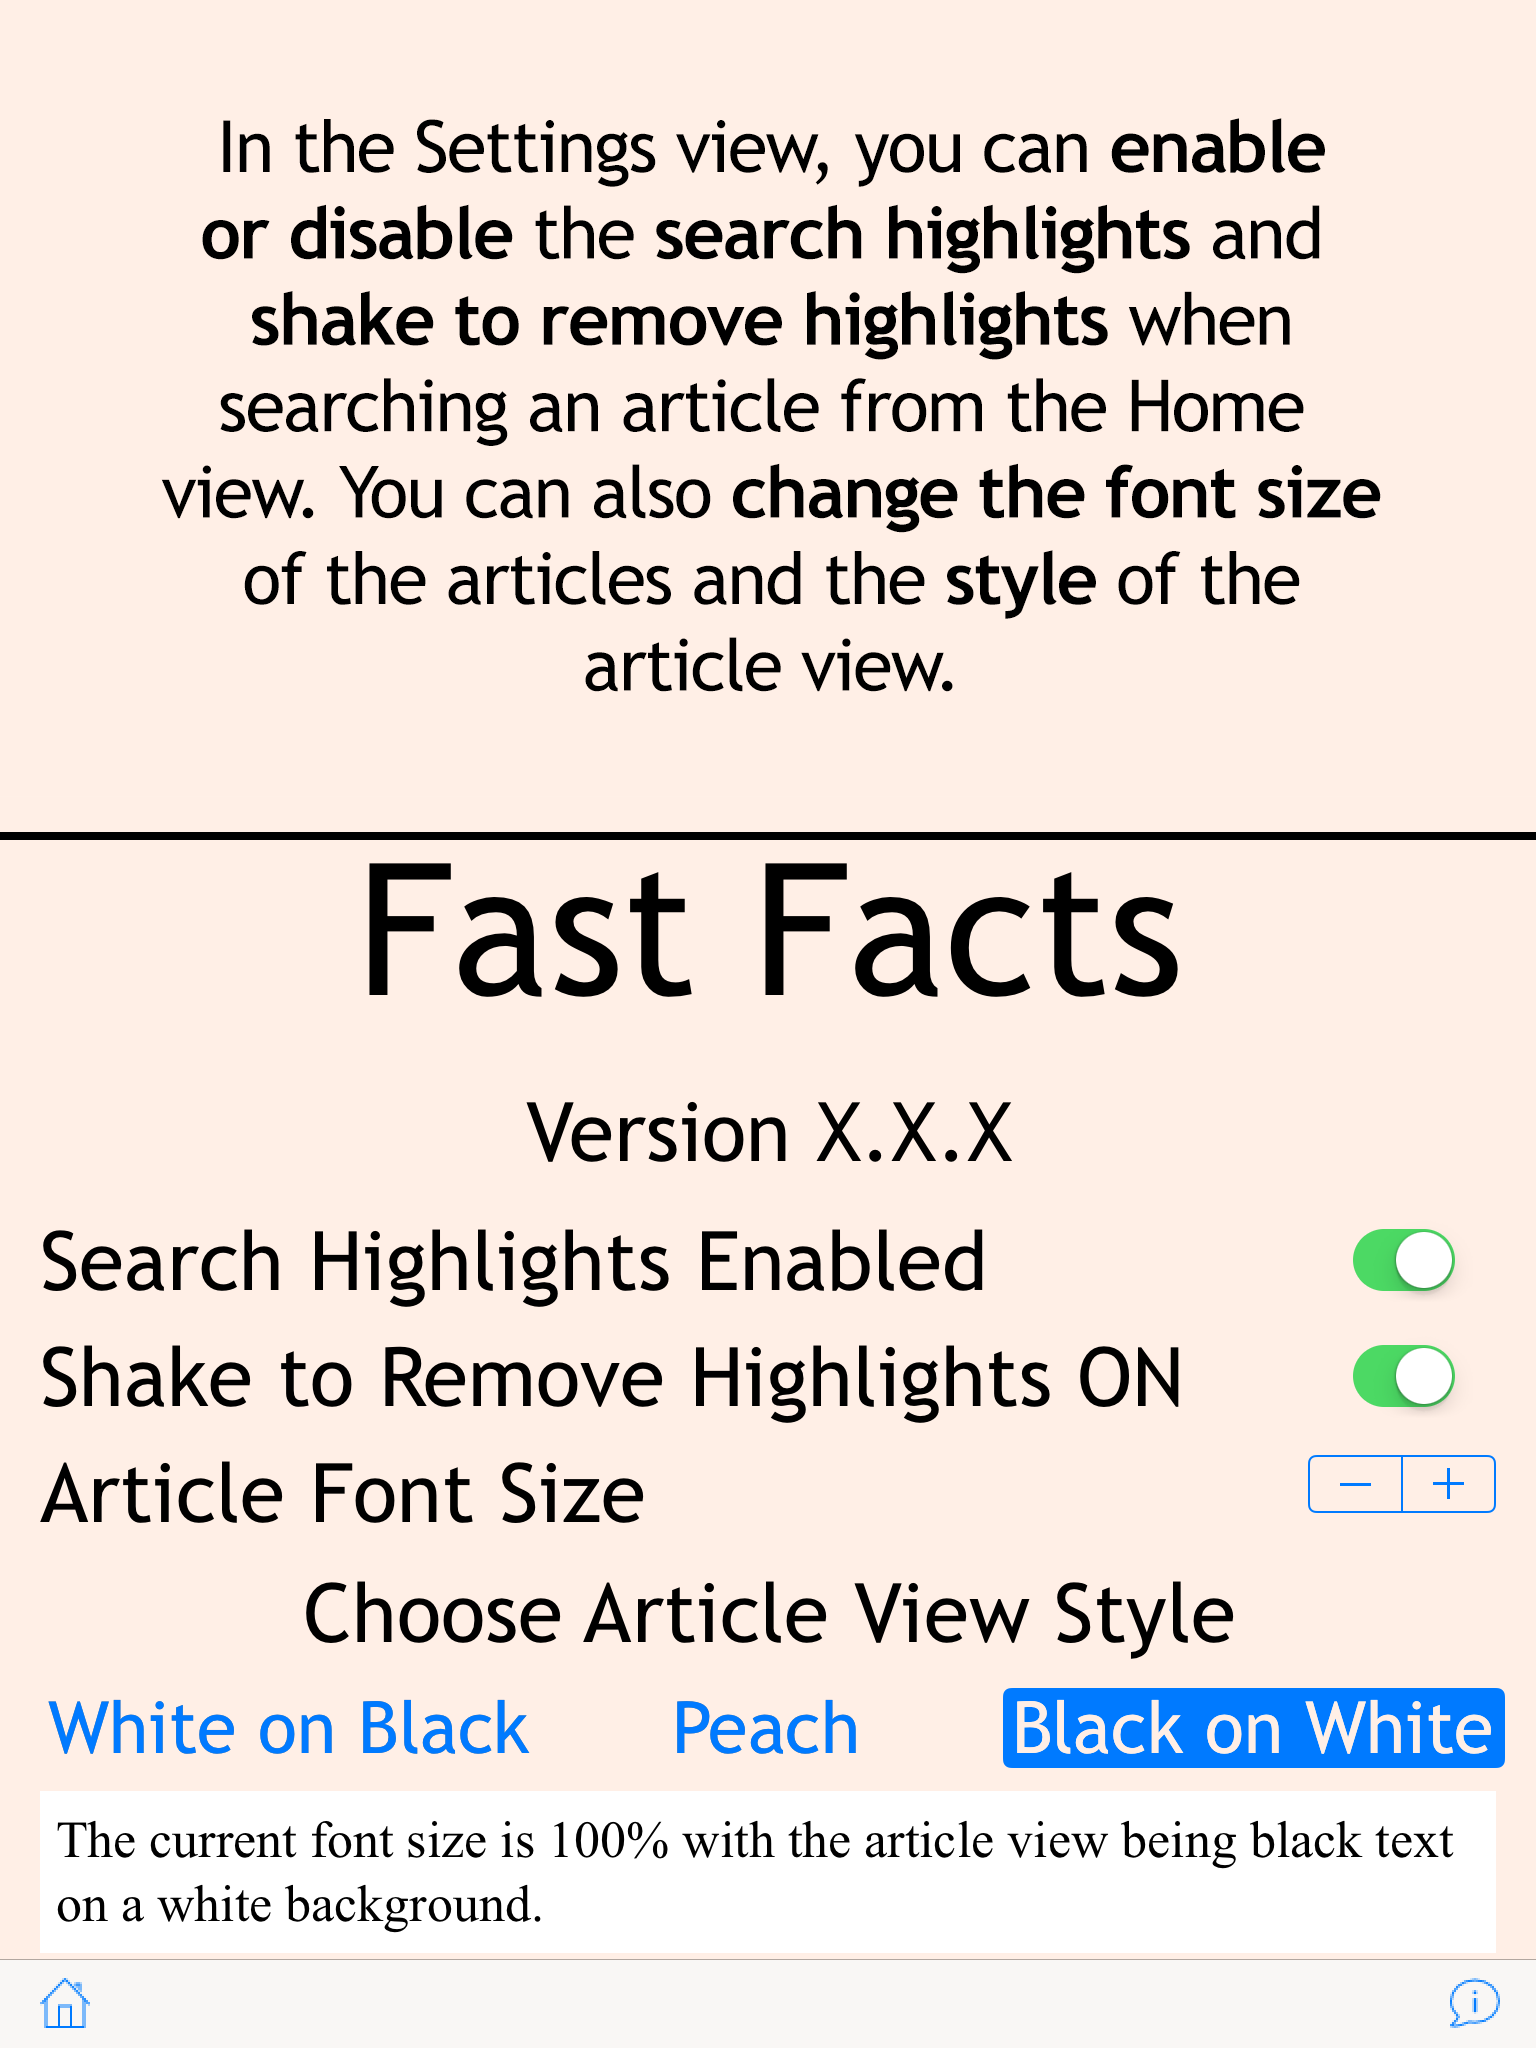 In the Settings view, you can enable
or disable the search highlights and
shake to remove highlights when
searching an article from the Home
view. You can also change the font size
of the articles and the style of the
article view.
Fast Facts
Version X.X.X
Search Highlights Enabled
Shake to Remove Highlights ON
Article Font Size
Choose Article View Style
White on Black Peach Black on White
The current font size is 100% with the article view being black text
on a white background.